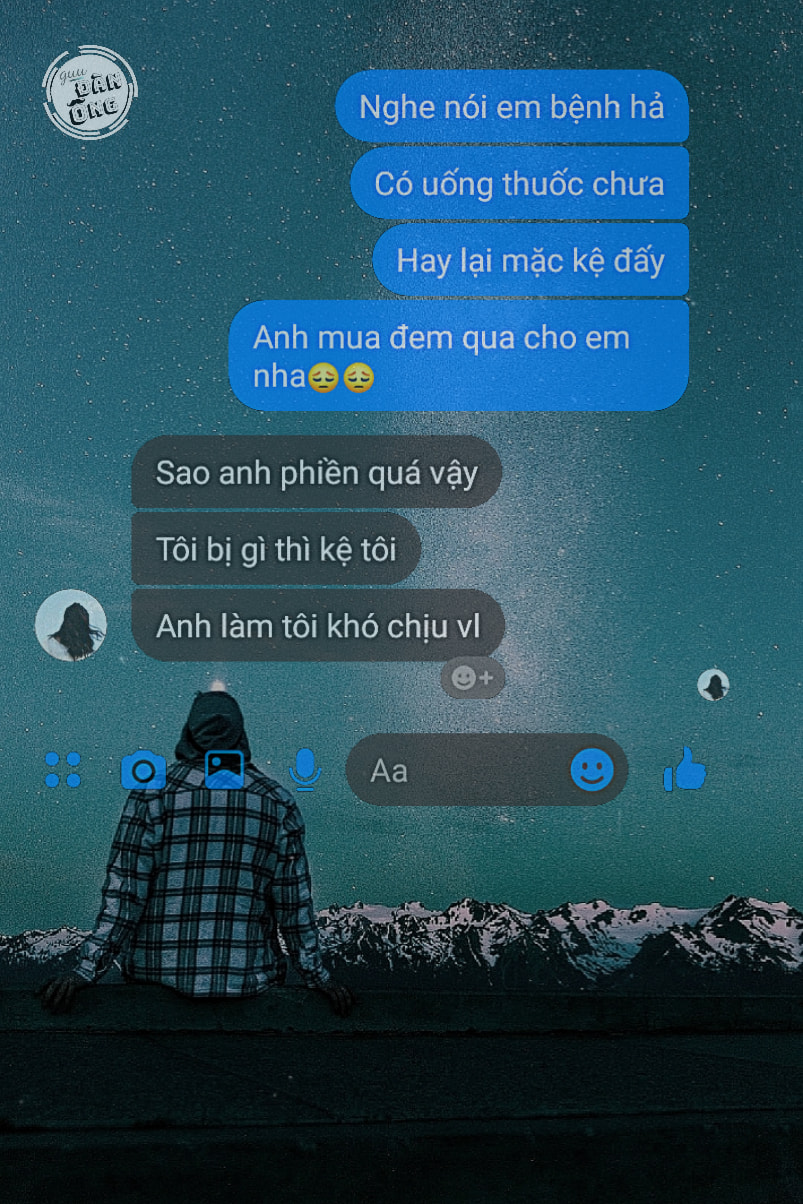 guu
ĐÀN
ÔNG
Nghe nói em bệnh hả
Có uống thuốc chưa
Hay lại mặc kệ đấy
Anh mua đem qua cho em
nha😔😔
Sao anh phiền quá vậy
Tôi bị gì thì kệ tôi
Anh làm tôi khó chịu vl
Aa